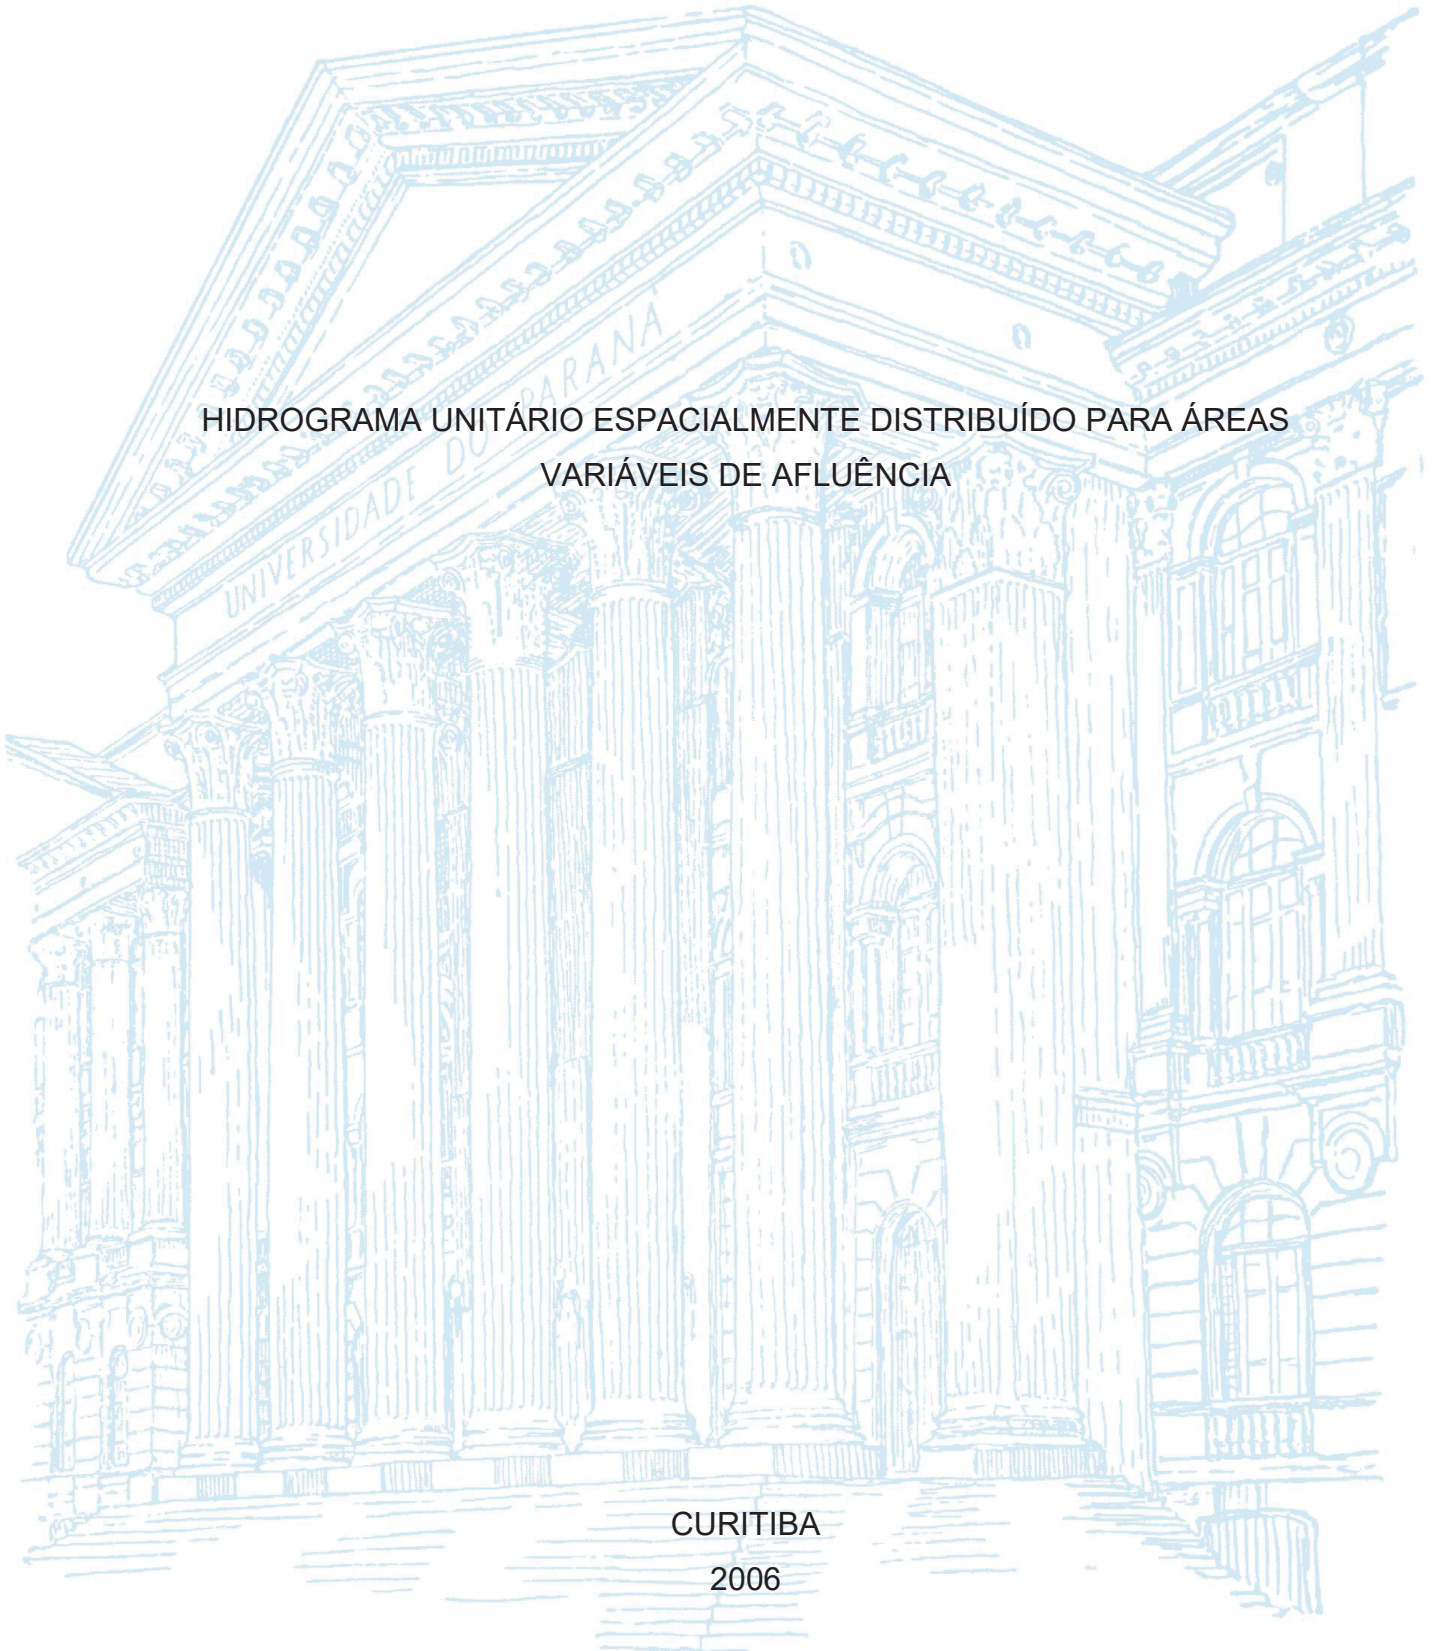 UNIVERSIDADE DO PARANÁ
HIDROGRAMA UNITÁRIO ESPACIALMENTE DISTRIBUÍDO PARA ÁREAS
VARIÁVEIS DE AFLUÊNCIA
CURITIBA
2006